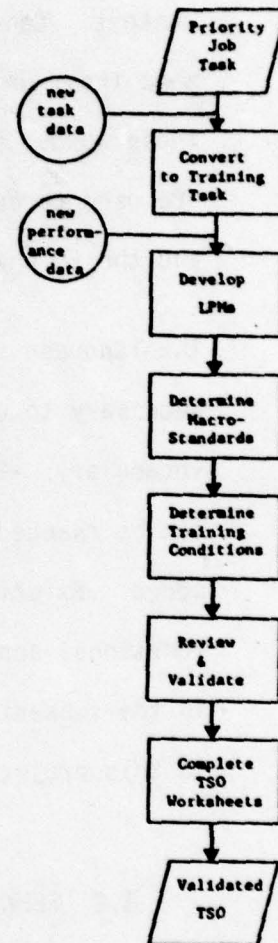 Priority
Job
Task
new
task
data
Convert
to Training
Task
new
perform-
ance
data
Develop
LPMs
Determine
Macro-
Standards
Determine
Training
Conditions
Review
&
Validate
Complete
TSO
Worksheets
Validated
TSO